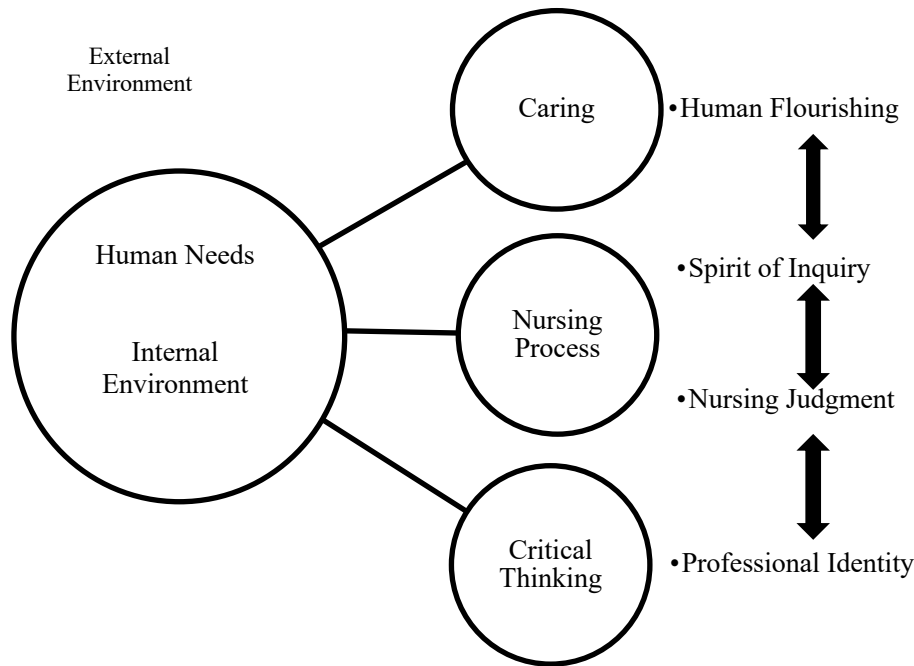 External
Environment
Caring
•Human Flourishing
Human Needs
Internal
Environment
Nursing
Process
•Spirit of Inquiry
•Nursing Judgment
Critical
Thinking
•Professional Identity